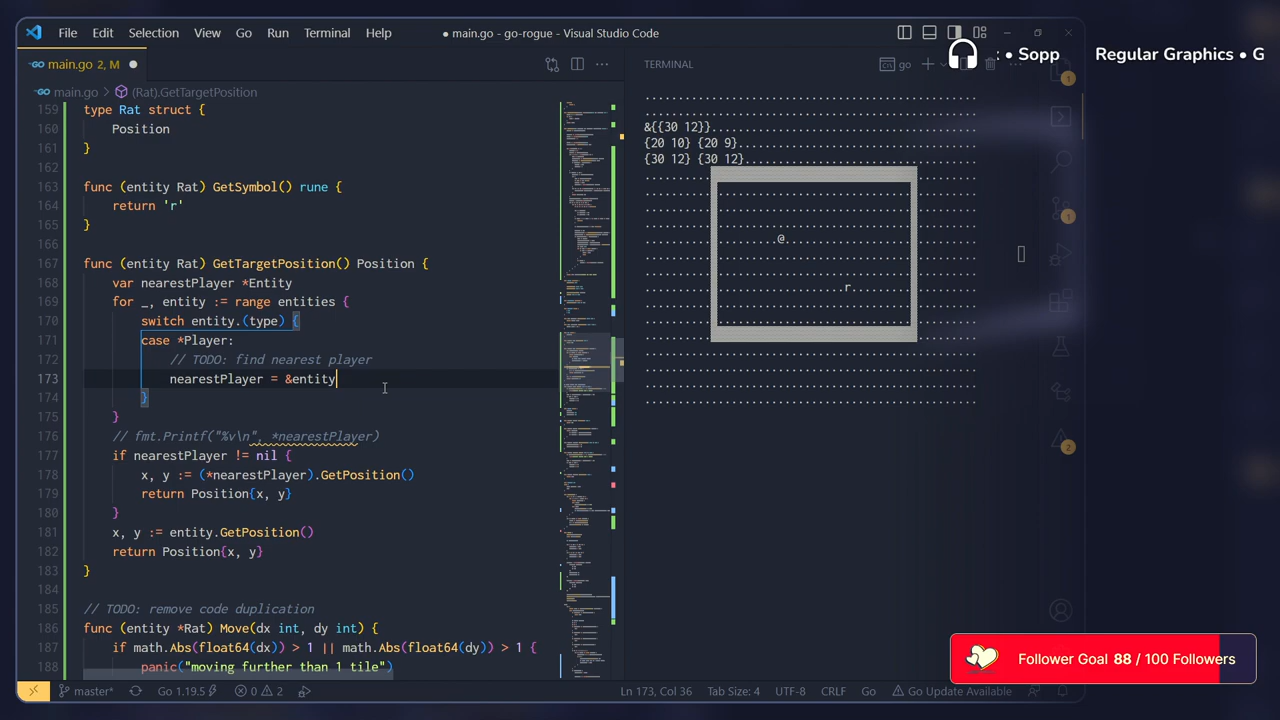 File Edit Selection View Go Run Terminal Help
● main.go - go-rogue - Visual Studio Code
: • Sopp Regular Graphics • G
main.go 2, M ●
TERMINAL
go
main.go > (Rat).GetTargetPosition
159 type Rat struct {
160 Position
161 }
162
163 func (entity Rat) GetSymbol() rune {
164 return 'r'
165 }
166
167 func (entity Rat) GetTargetPosition() Position {
168 var nearestPlayer *Entity
169 for _, entity := range entities {
170 switch entity.(type) {
171 case *Player:
172 // TODO: find nearest player
173 nearestPlayer = &entity
174 }
175 }
176 // fmt.Printf("%v\n", *nearestPlayer)
177 if nearestPlayer != nil {
178 x, y := (*nearestPlayer).GetPosition()
179 return Position{x, y}
180 }
181 x, y := entity.GetPosition()
182 return Position{x, y}
183 }
184
185 // TODO: remove code duplication
186 func (entity *Rat) Move(dx int, dy int) {
187 if math.Abs(float64(dx)) > 1 || math.Abs(float64(dy)) > 1 {
188 panic("moving further than 1 tile")
&{{30 12}}
{20 10} {20 9}
{30 12} {30 12}
@
r
1
1
2
Follower Goal 88 / 100 Followers
master* Go 1.19.5 0 2 Ln 173, Col 36 Tab Size: 4 UTF-8 CRLF Go Go Update Available